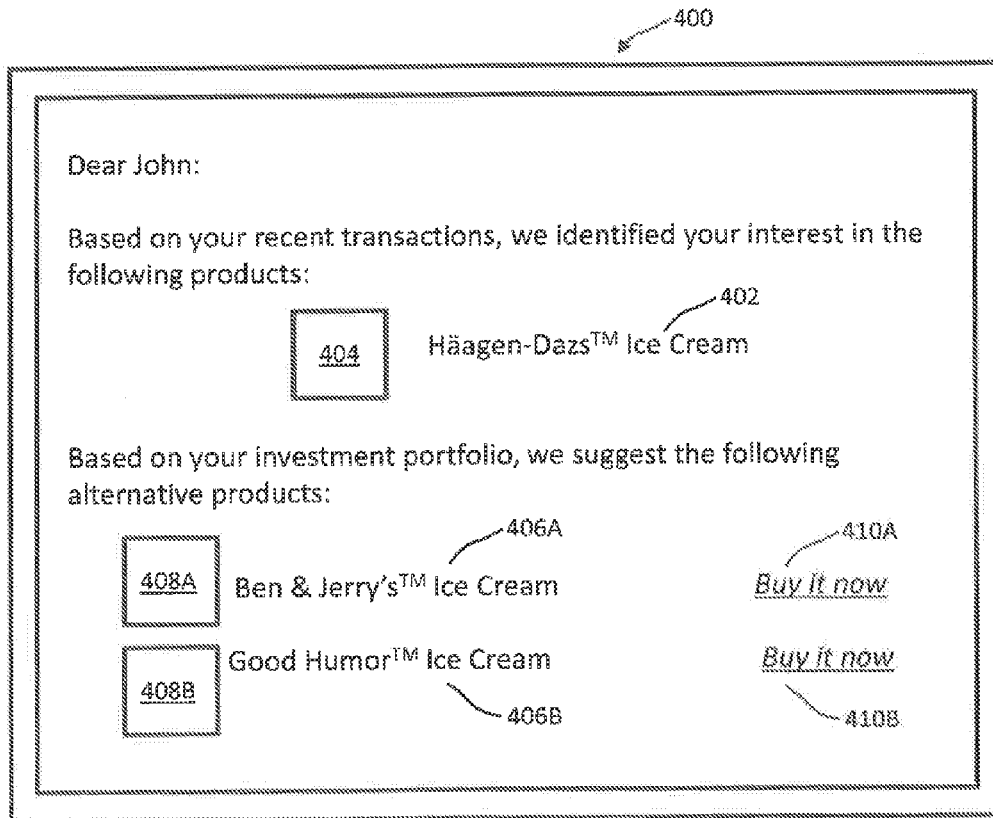 400
Dear John:
Based on your recent transactions, we identified your interest in the
following products:
402
404 Häagen-Dazs™ Ice Cream
Based on your investment portfolio, we suggest the following
alternative products:
406A 410A
408A Ben & Jerry's™ Ice Cream Buy it now
408B Good Humor™ Ice Cream Buy it now
406B 410B